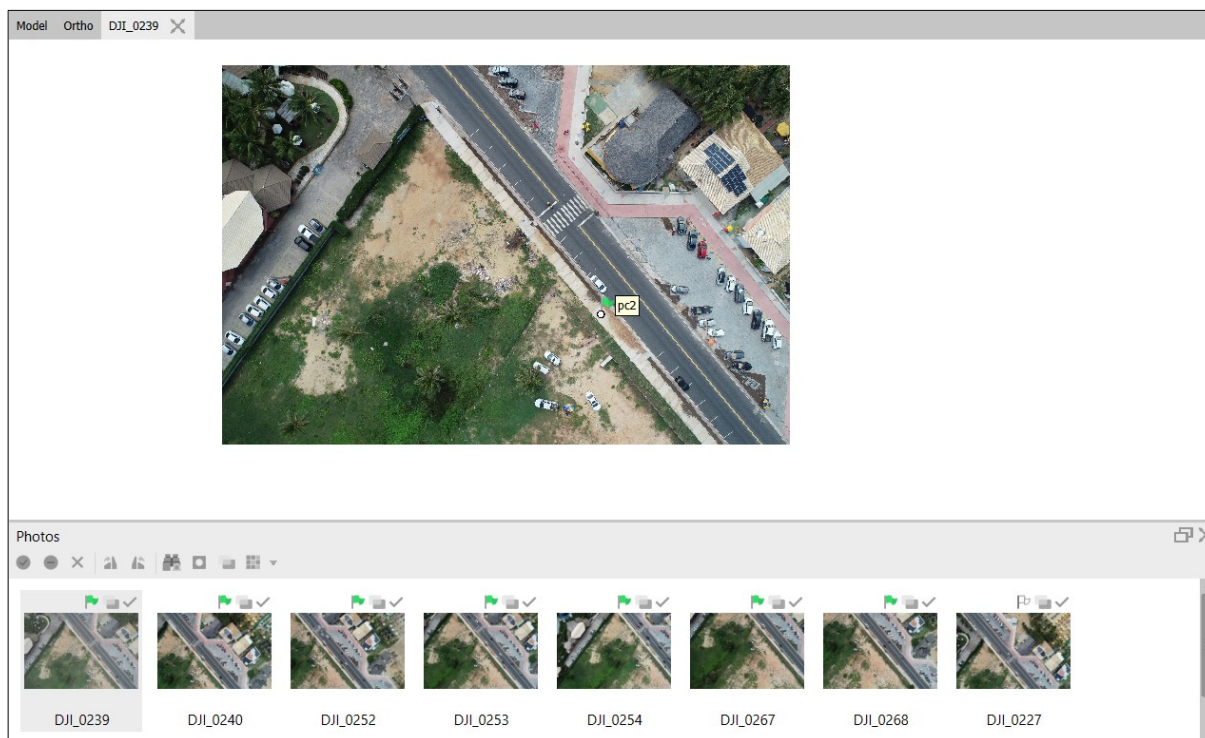 Model Ortho DJI_0239
pc2
Photos
DJI_0239 DJI_0240 DJI_0252 DJI_0253 DJI_0254 DJI_0267 DJI_0268 DJI_0227